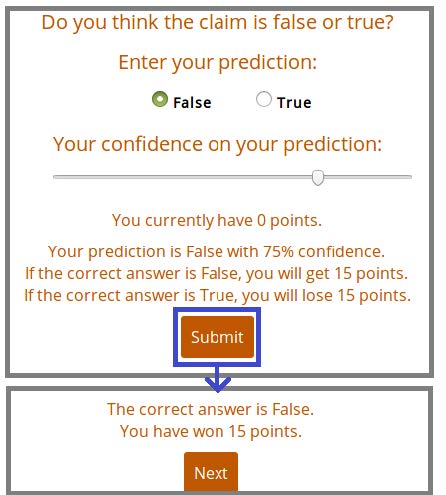 Do you think the claim is false or true?
Enter your prediction:
False True
Your confidence on your prediction:
You currently have 0 points.
Your prediction is False with 75% confidence.
If the correct answer is False, you will get 15 points.
If the correct answer is True, you will lose 15 points.
Submit
The correct answer is False.
You have won 15 points.
Next